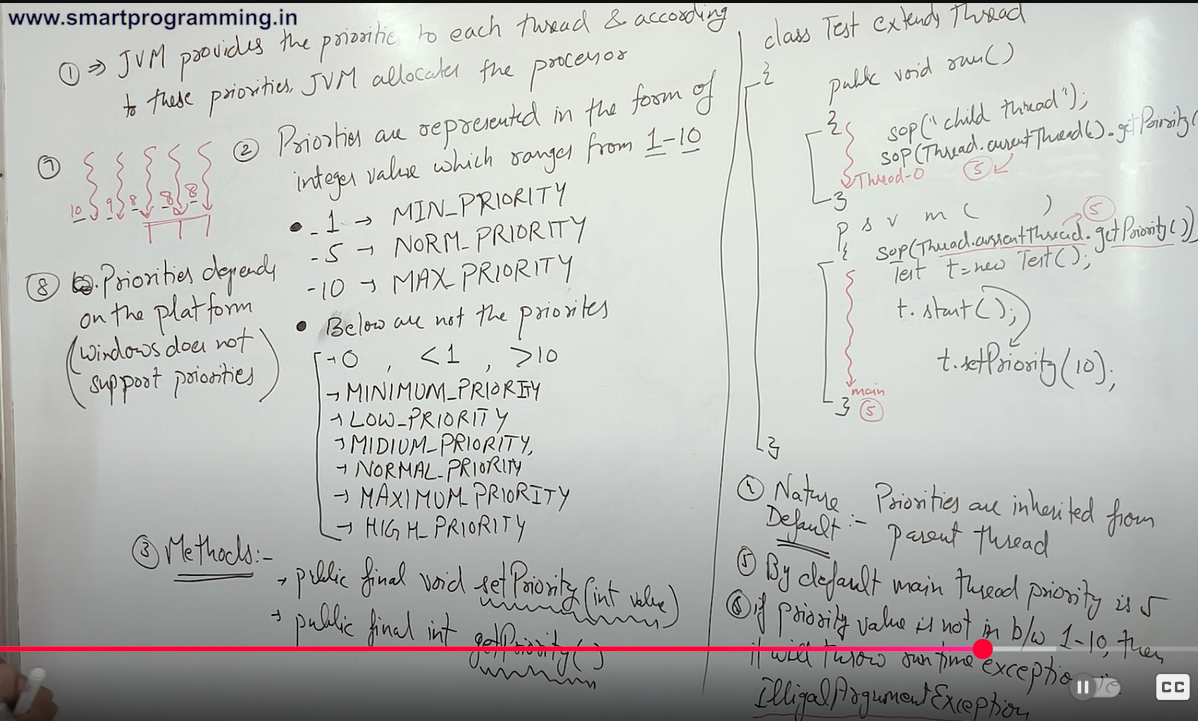 www.smartprogramming.in
① ⇒ JVM provides the priorities to each thread & according
to these priorities, JVM allocates the processor
② Priorties are represented in the form of
integer value which ranges from 1-10
- 1 → MIN_PRIORITY
- 5 → NORM_PRIORITY
- 10 → MAX_PRIORITY
Below are not the priorites
→ 0 , <1 , >10
→ MINIMUM_PRIORITY
→ LOW_PRIORITY
→ MIDIUM_PRIORITY,
→ NORMAL_PRIORITY
→ MAXIMUM_PRIORITY
→ HIGH_PRIORITY
③ Methods:-
→ public final void setPriority(int value)
→ public final int getPriority()
⑦
10 9 8 8 8
⑧ Priorities depends
on the platform
(windows does not
support priorities)
class Test extends Thread
{
public void run()
{
sop("child thread");
sop(Thread.currentThread().getPriority(
Thread-0 ⑤
}
p s v m ( )
{ ⑤
sop(Thread.currentThread.getPriority())
Test t=new Test();
t.start();
t.setPriority(10);
main
} ⑤
}
④ Nature Priorities are inherited from
Default:- parent thread
⑤ By default main thread priority is 5
⑥ if priority value is not in b/w 1-10, then
it will throw run time exception
IlligalArgumentException
CC